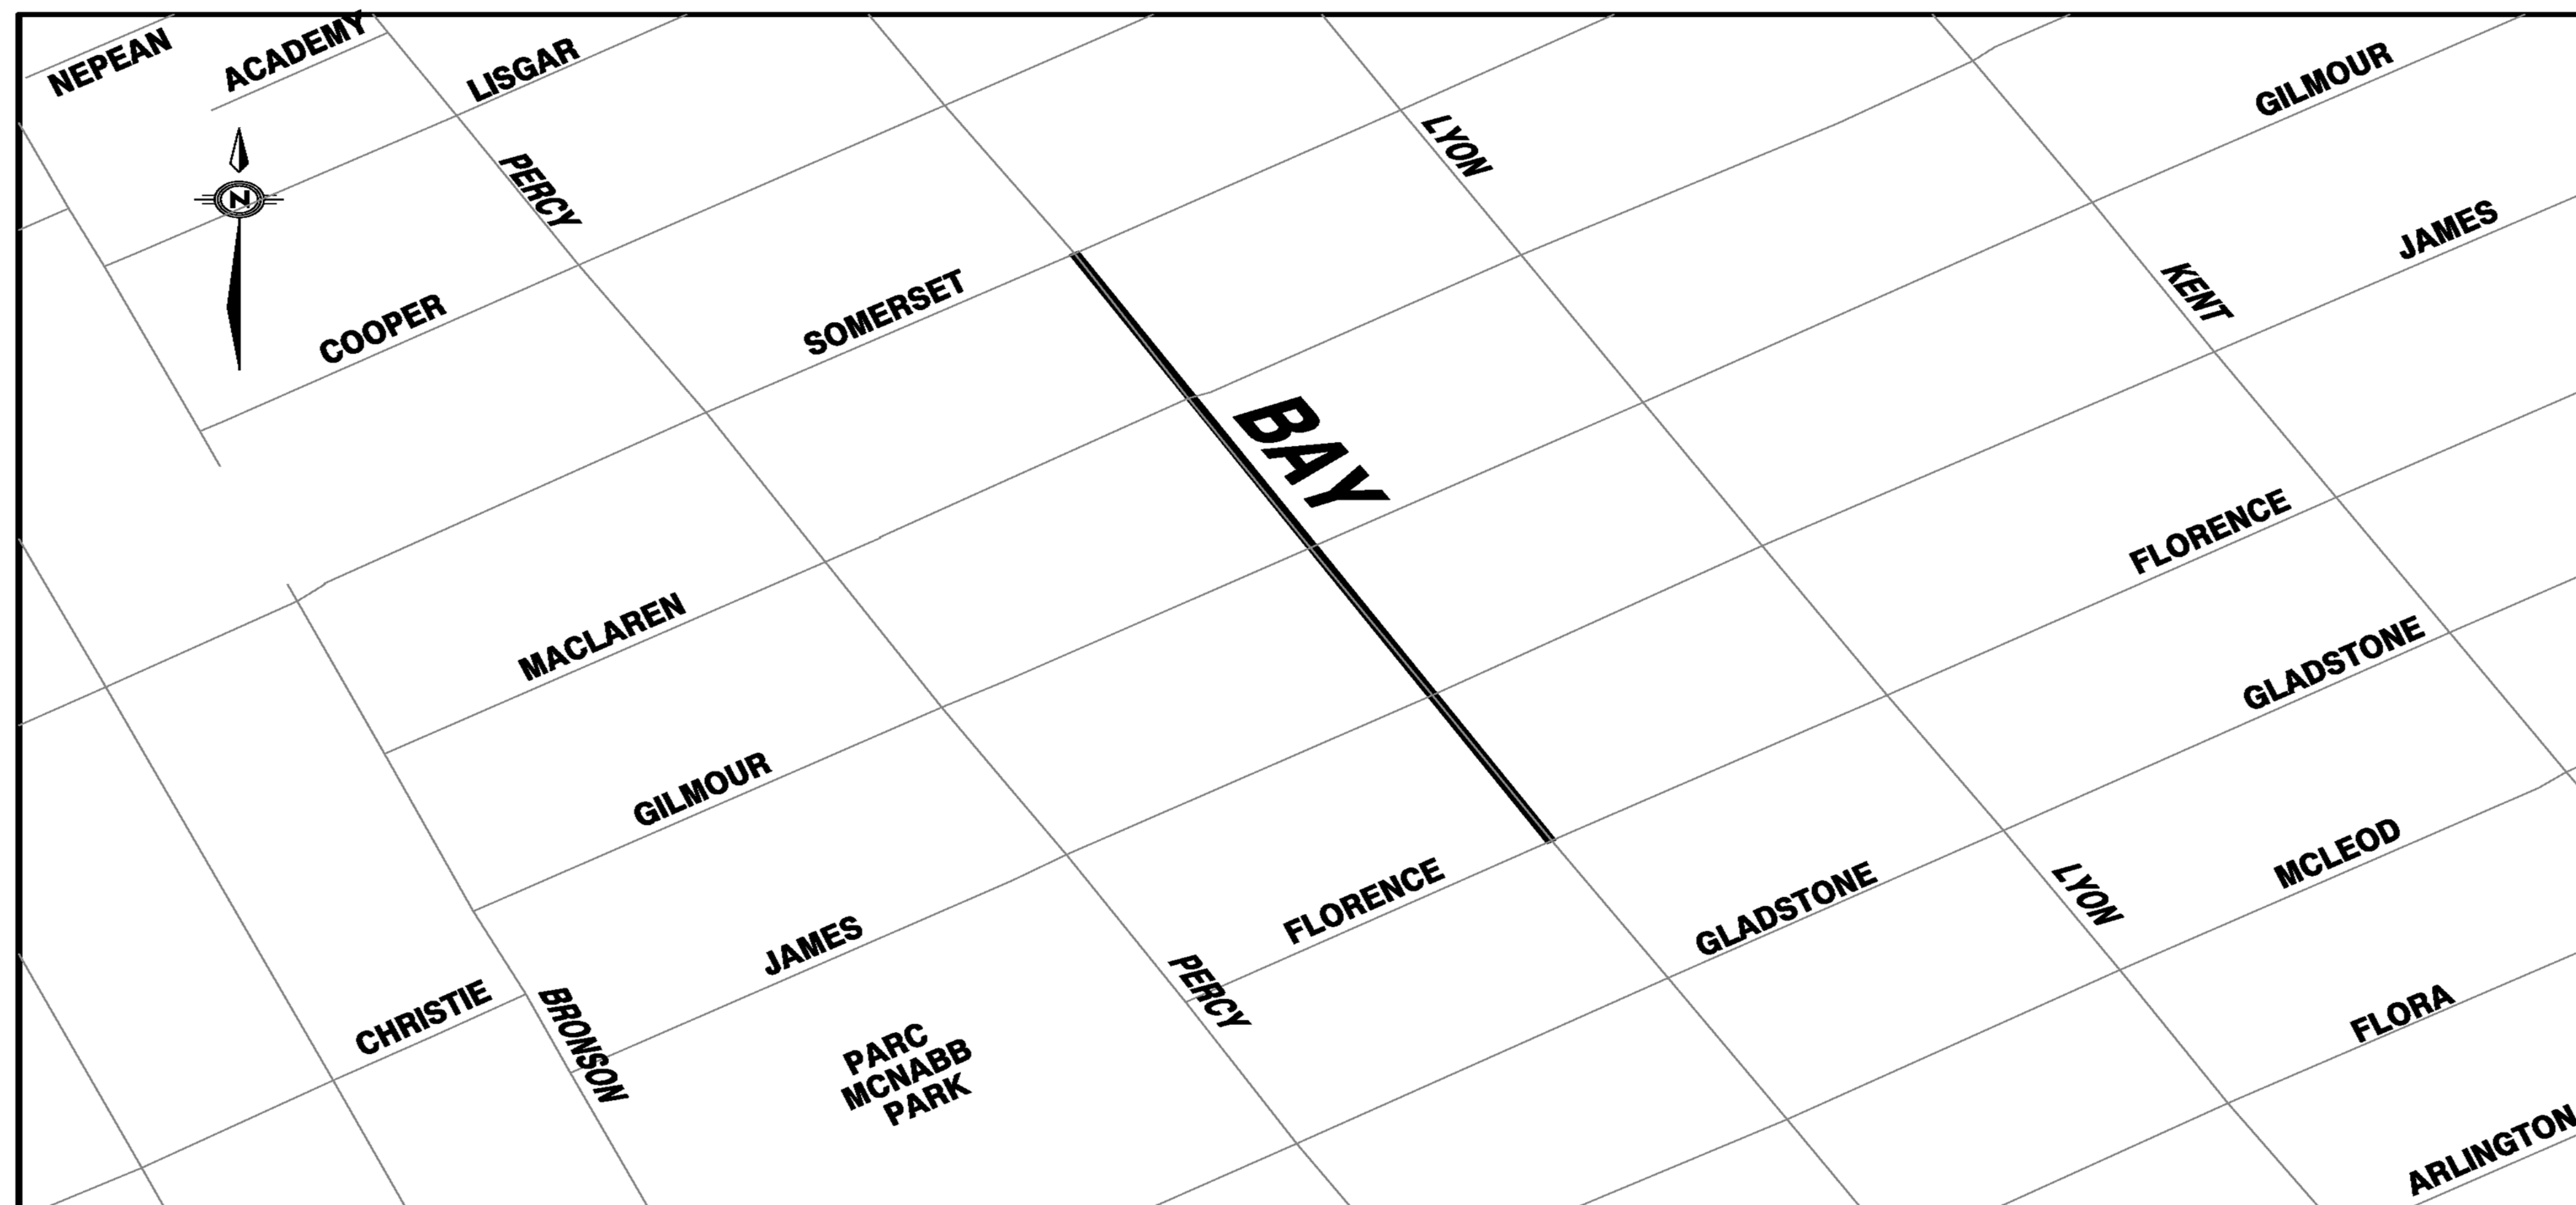 NEPEAN
ACADEMY
LISGAR
GILMOUR
LYON
PERCY
N
JAMES
KENT
COOPER
SOMERSET
BAY
FLORENCE
MACLAREN
GLADSTONE
GILMOUR
MCLEOD
FLORENCE
GLADSTONE
LYON
JAMES
PERCY
CHRISTIE
BRONSON
FLORA
PARC
MCNABB
PARK
ARLINGTON